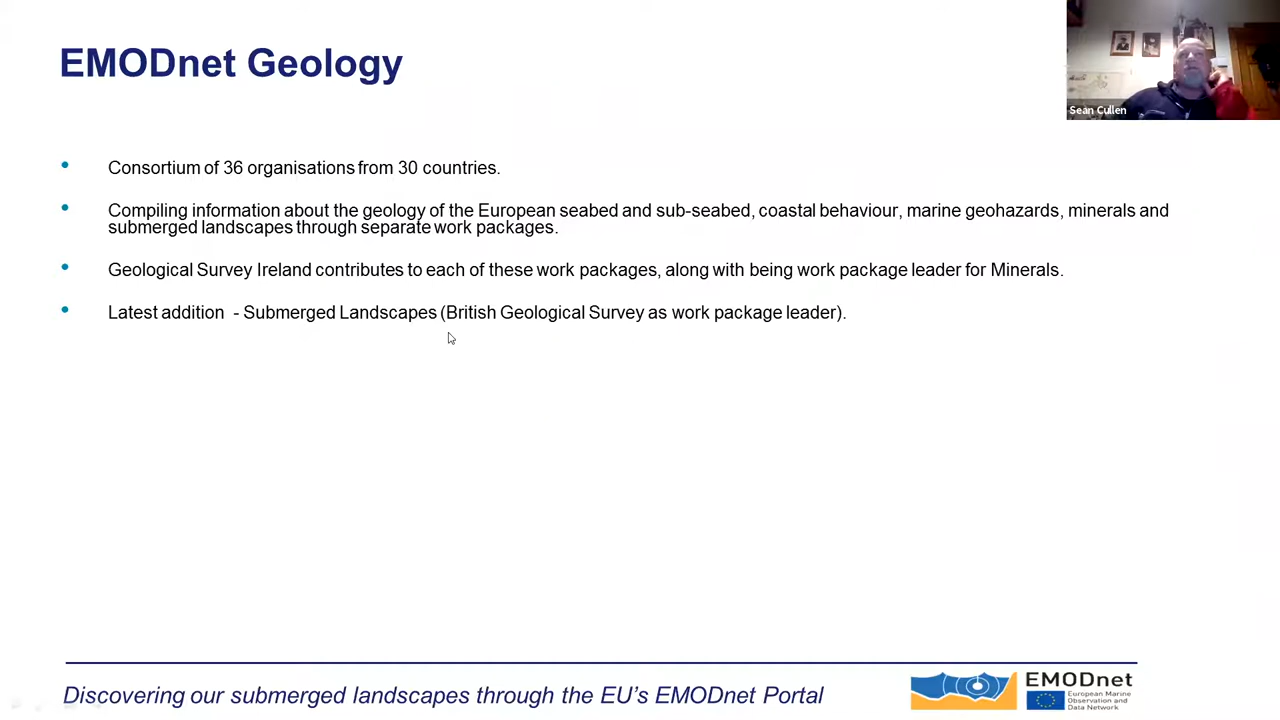 EMODnet Geology
Sean Cullen
• Consortium of 36 organisations from 30 countries.
• Compiling information about the geology of the European seabed and sub-seabed, coastal behaviour, marine geohazards, minerals and
submerged landscapes through separate work packages.
• Geological Survey Ireland contributes to each of these work packages, along with being work package leader for Minerals.
• Latest addition - Submerged Landscapes (British Geological Survey as work package leader).
Discovering our submerged landscapes through the EU’s EMODnet Portal
EMODnet
European Marine
Observation and
Data Network